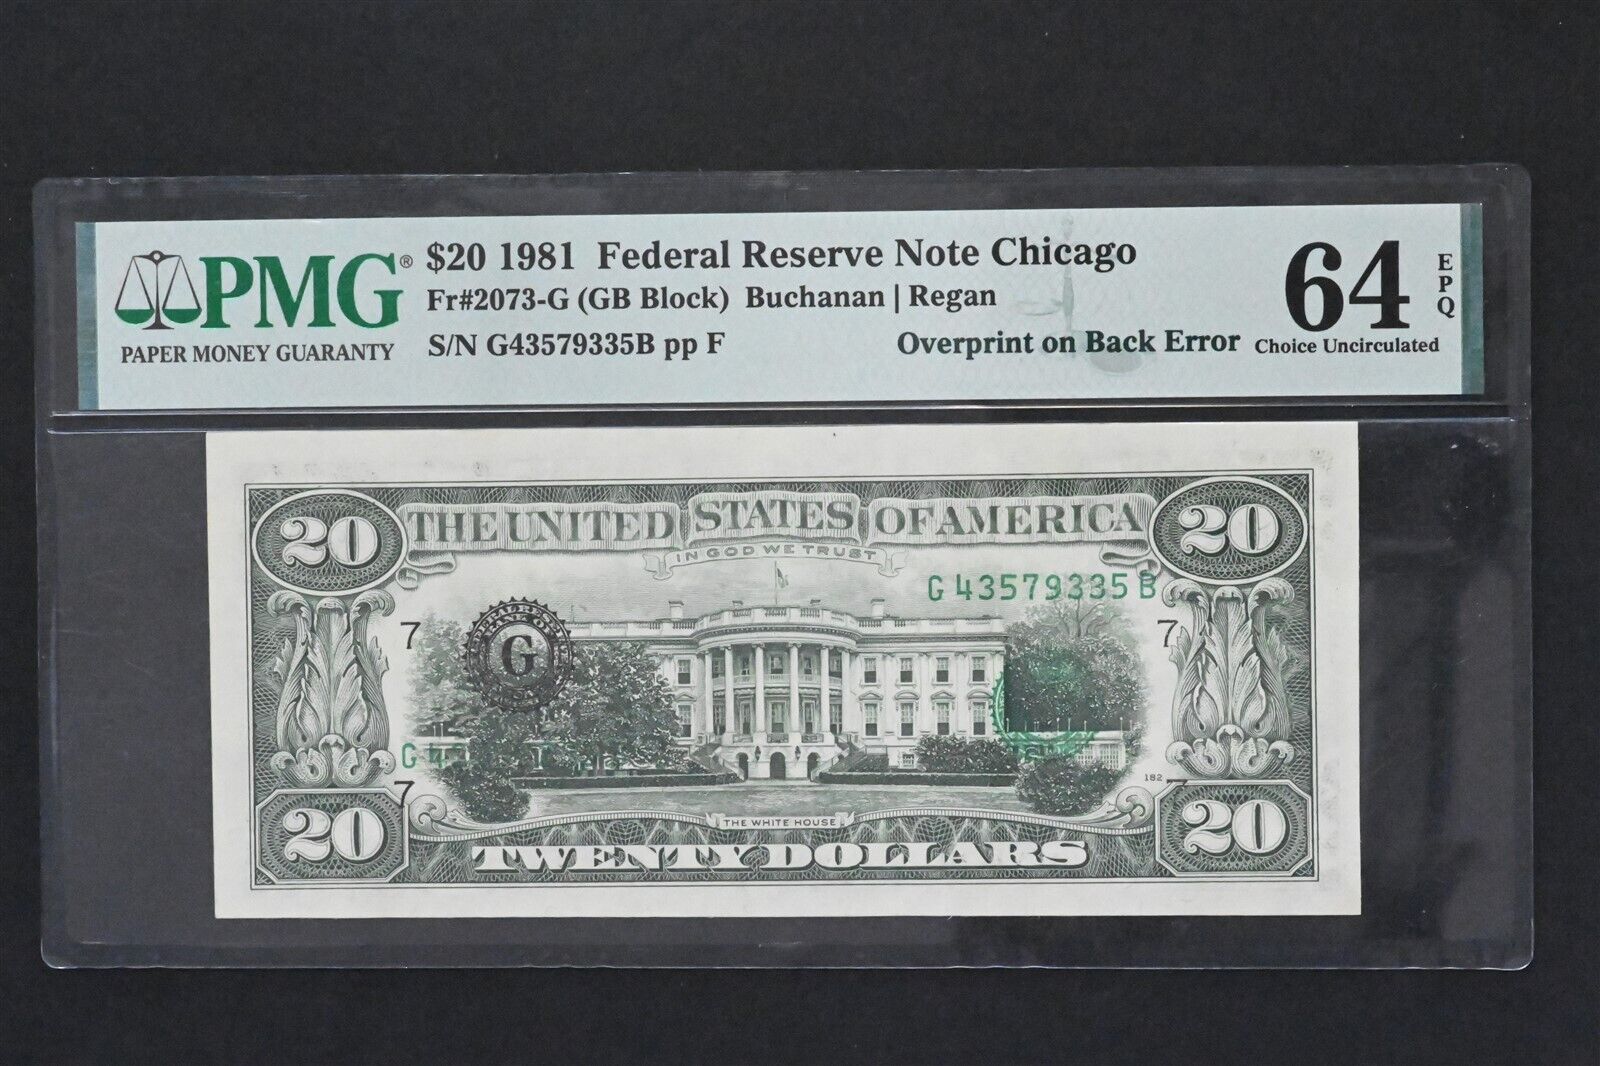 PMG®
PAPER MONEY GUARANTY
$20 1981 Federal Reserve Note Chicago
Fr#2073-G (GB Block) Buchanan | Regan
S/N G43579335B pp F
Overprint on Back Error
64
EPQ
Choice Uncirculated
20 THE UNITED STATES OF AMERICA 20
IN GOD WE TRUST
G 43579335 B
7 G 7
G 4
7 182 7
THE WHITE HOUSE
20 TWENTY DOLLARS 20